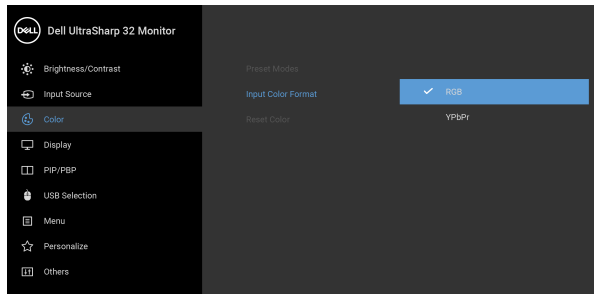 DELL Dell UltraSharp 32 Monitor
Brightness/Contrast
Input Source
Color
Display
PIP/PBP
USB Selection
Menu
Personalize
Others
Preset Modes
Input Color Format
Reset Color
RGB
YPbPr